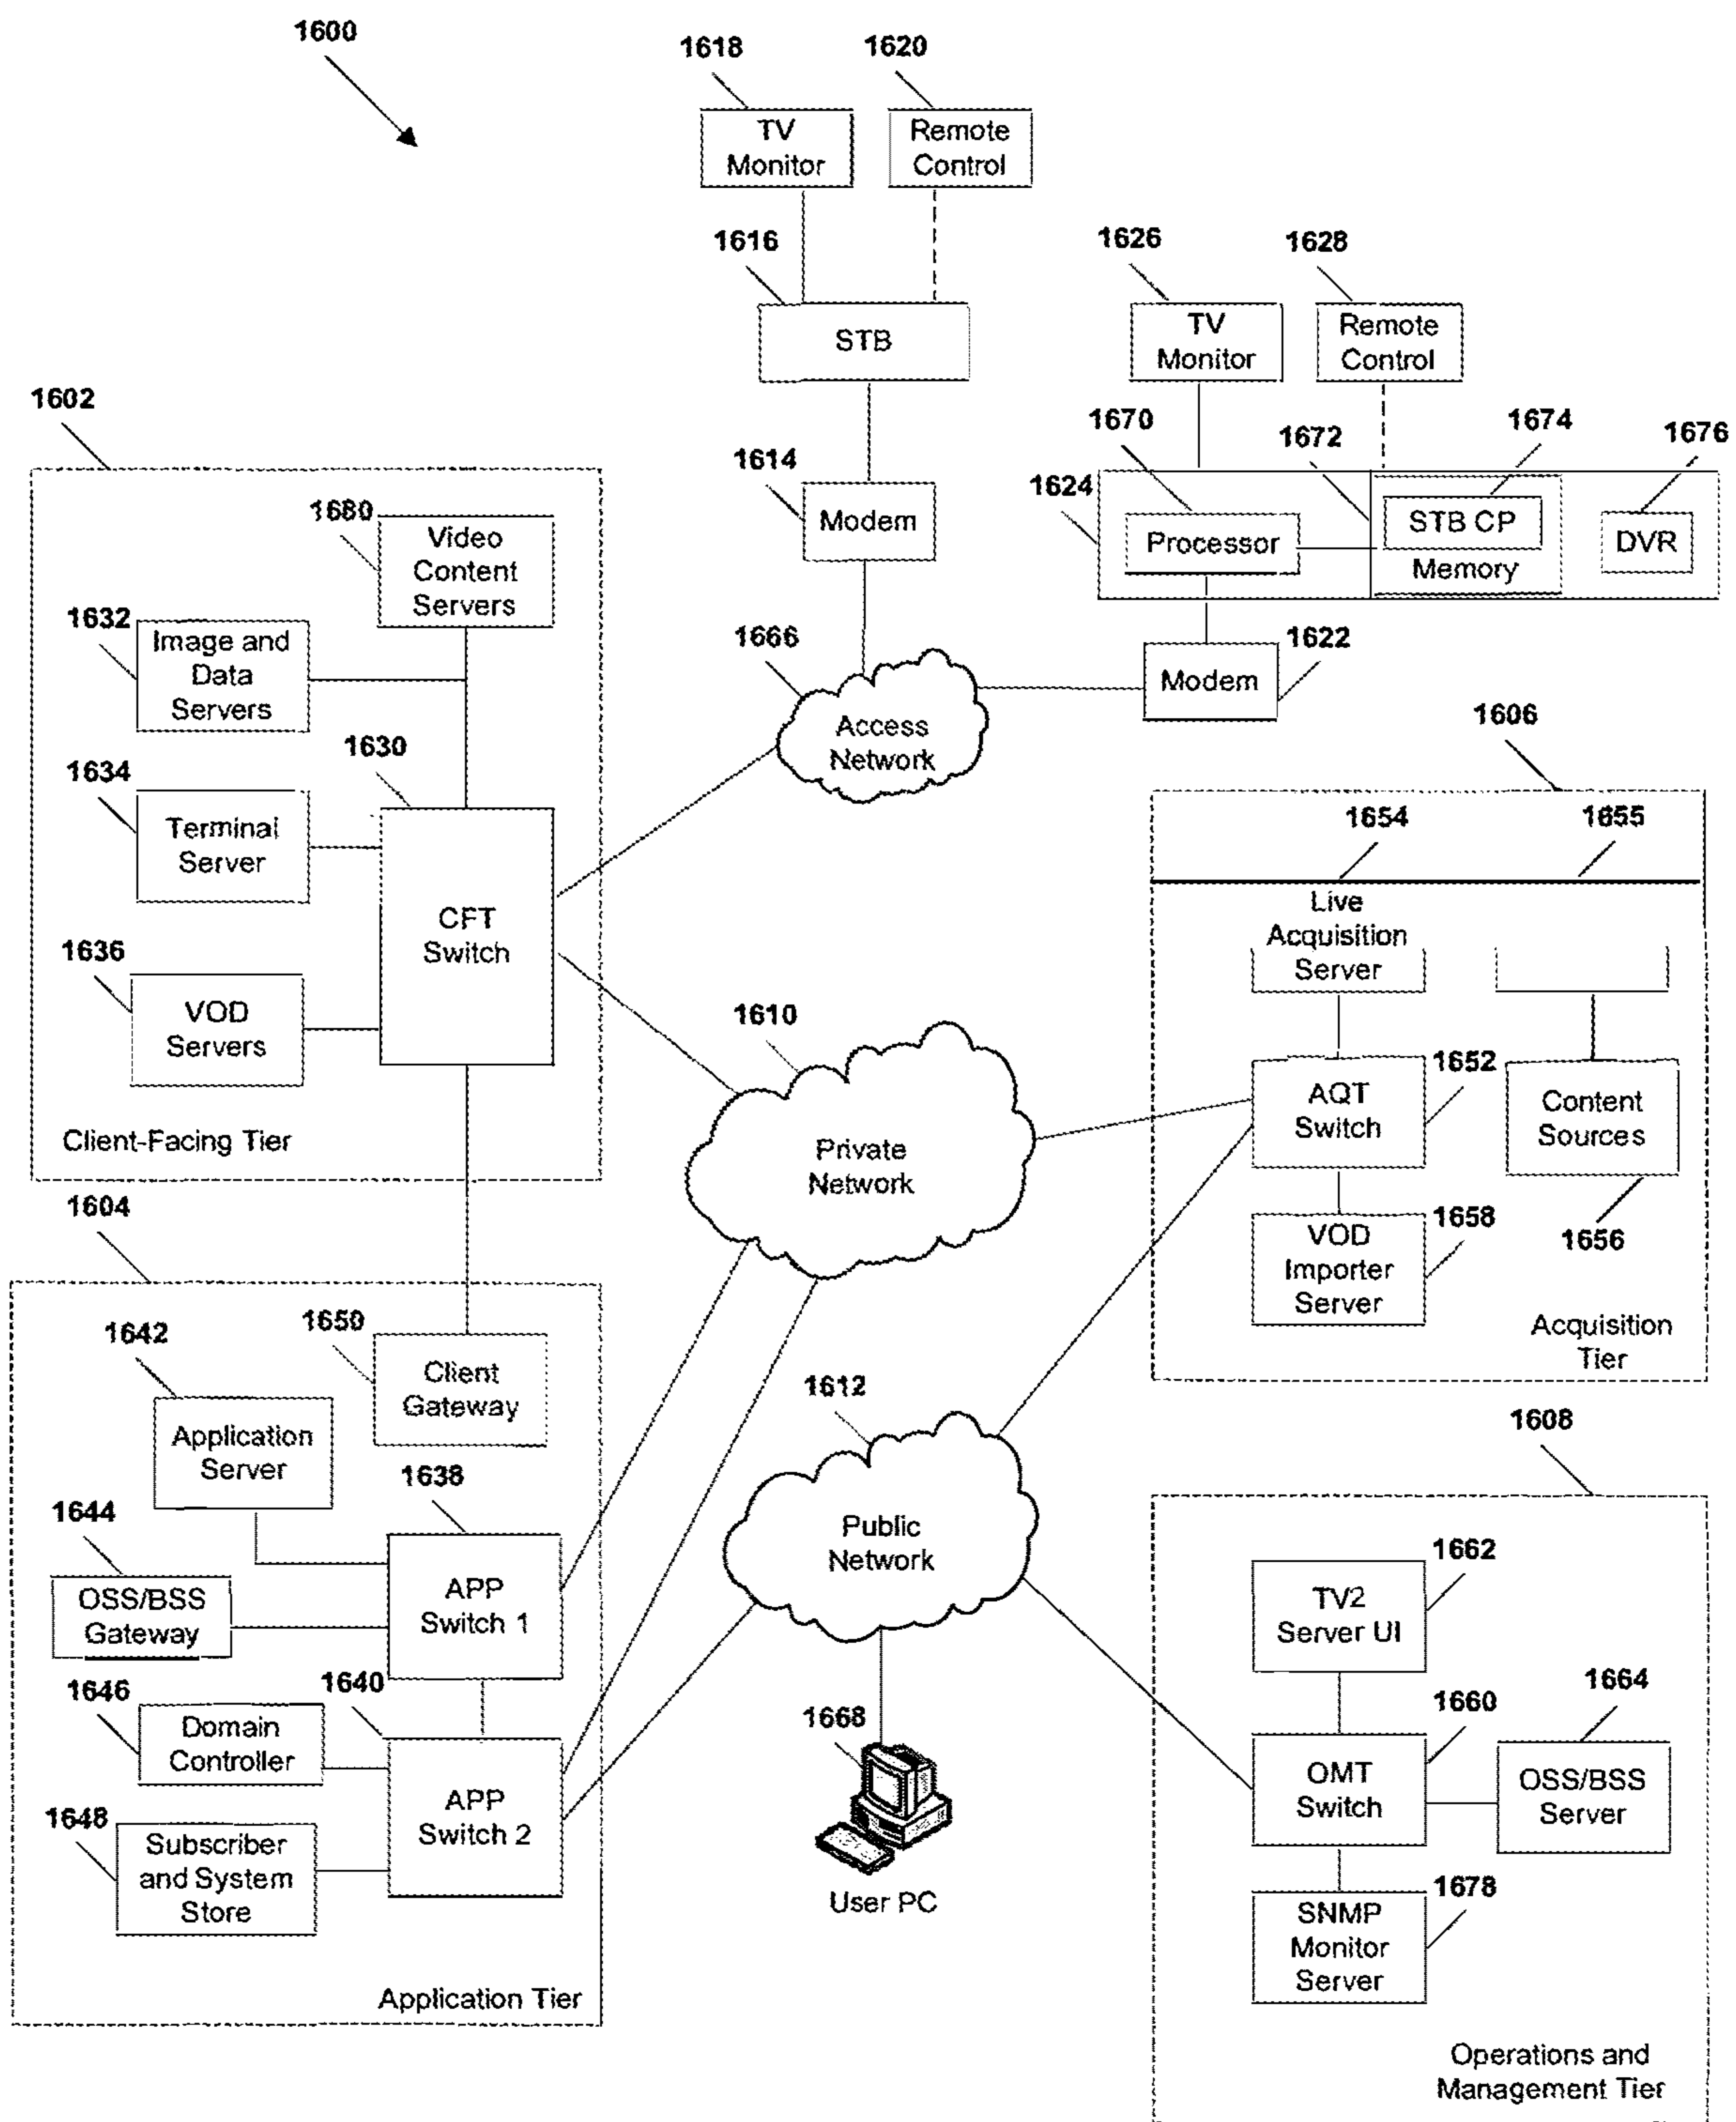 1600
1618
1620
TV
Monitor
Remote
Control
1616
STB
1626
1628
TV
Monitor
Remote
Control
1614
Modem
1670
1672
1674
1676
1624
Processor
STB CP
Memory
DVR
1622
Modem
1666
Access
Network
1602
1680
Video
Content
Servers
1632
Image and
Data
Servers
1630
1634
Terminal
Server
CFT
Switch
1636
VOD
Servers
Client-Facing Tier
1606
1654
1655
Live
Acquisition
Server
1652
AQT
Switch
Content
Sources
1656
1658
VOD
Importer
Server
Acquisition
Tier
1610
Private
Network
1604
1642
1650
Client
Gateway
Application
Server
1638
1644
OSS/BSS
Gateway
APP
Switch 1
1646
1640
Domain
Controller
APP
Switch 2
1648
Subscriber
and System
Store
Application Tier
1612
Public
Network
1668
User PC
1608
1662
TV2
Server UI
1660
1664
OMT
Switch
OSS/BSS
Server
1678
SNMP
Monitor
Server
Operations and
Management Tier